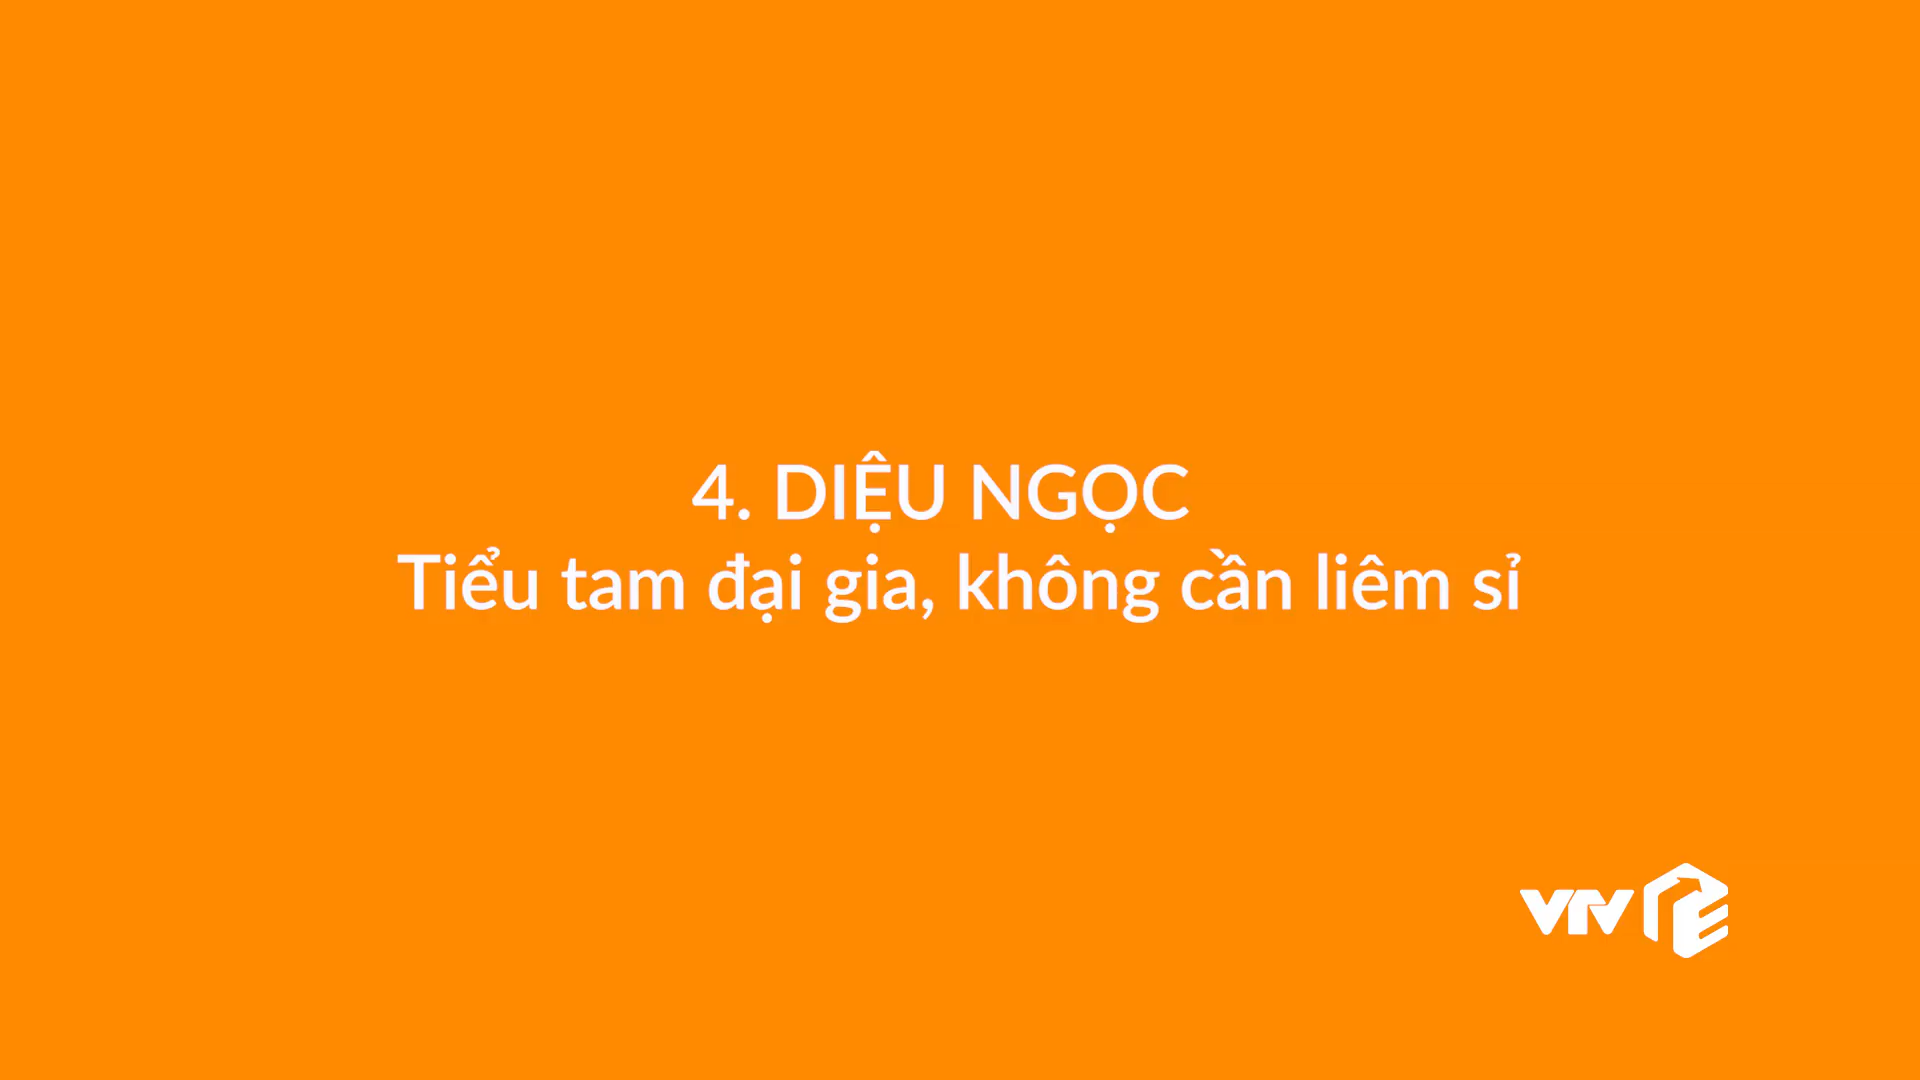 4. DIỆU NGỌC
Tiểu tam đại gia, không cần liêm sỉ
VTV